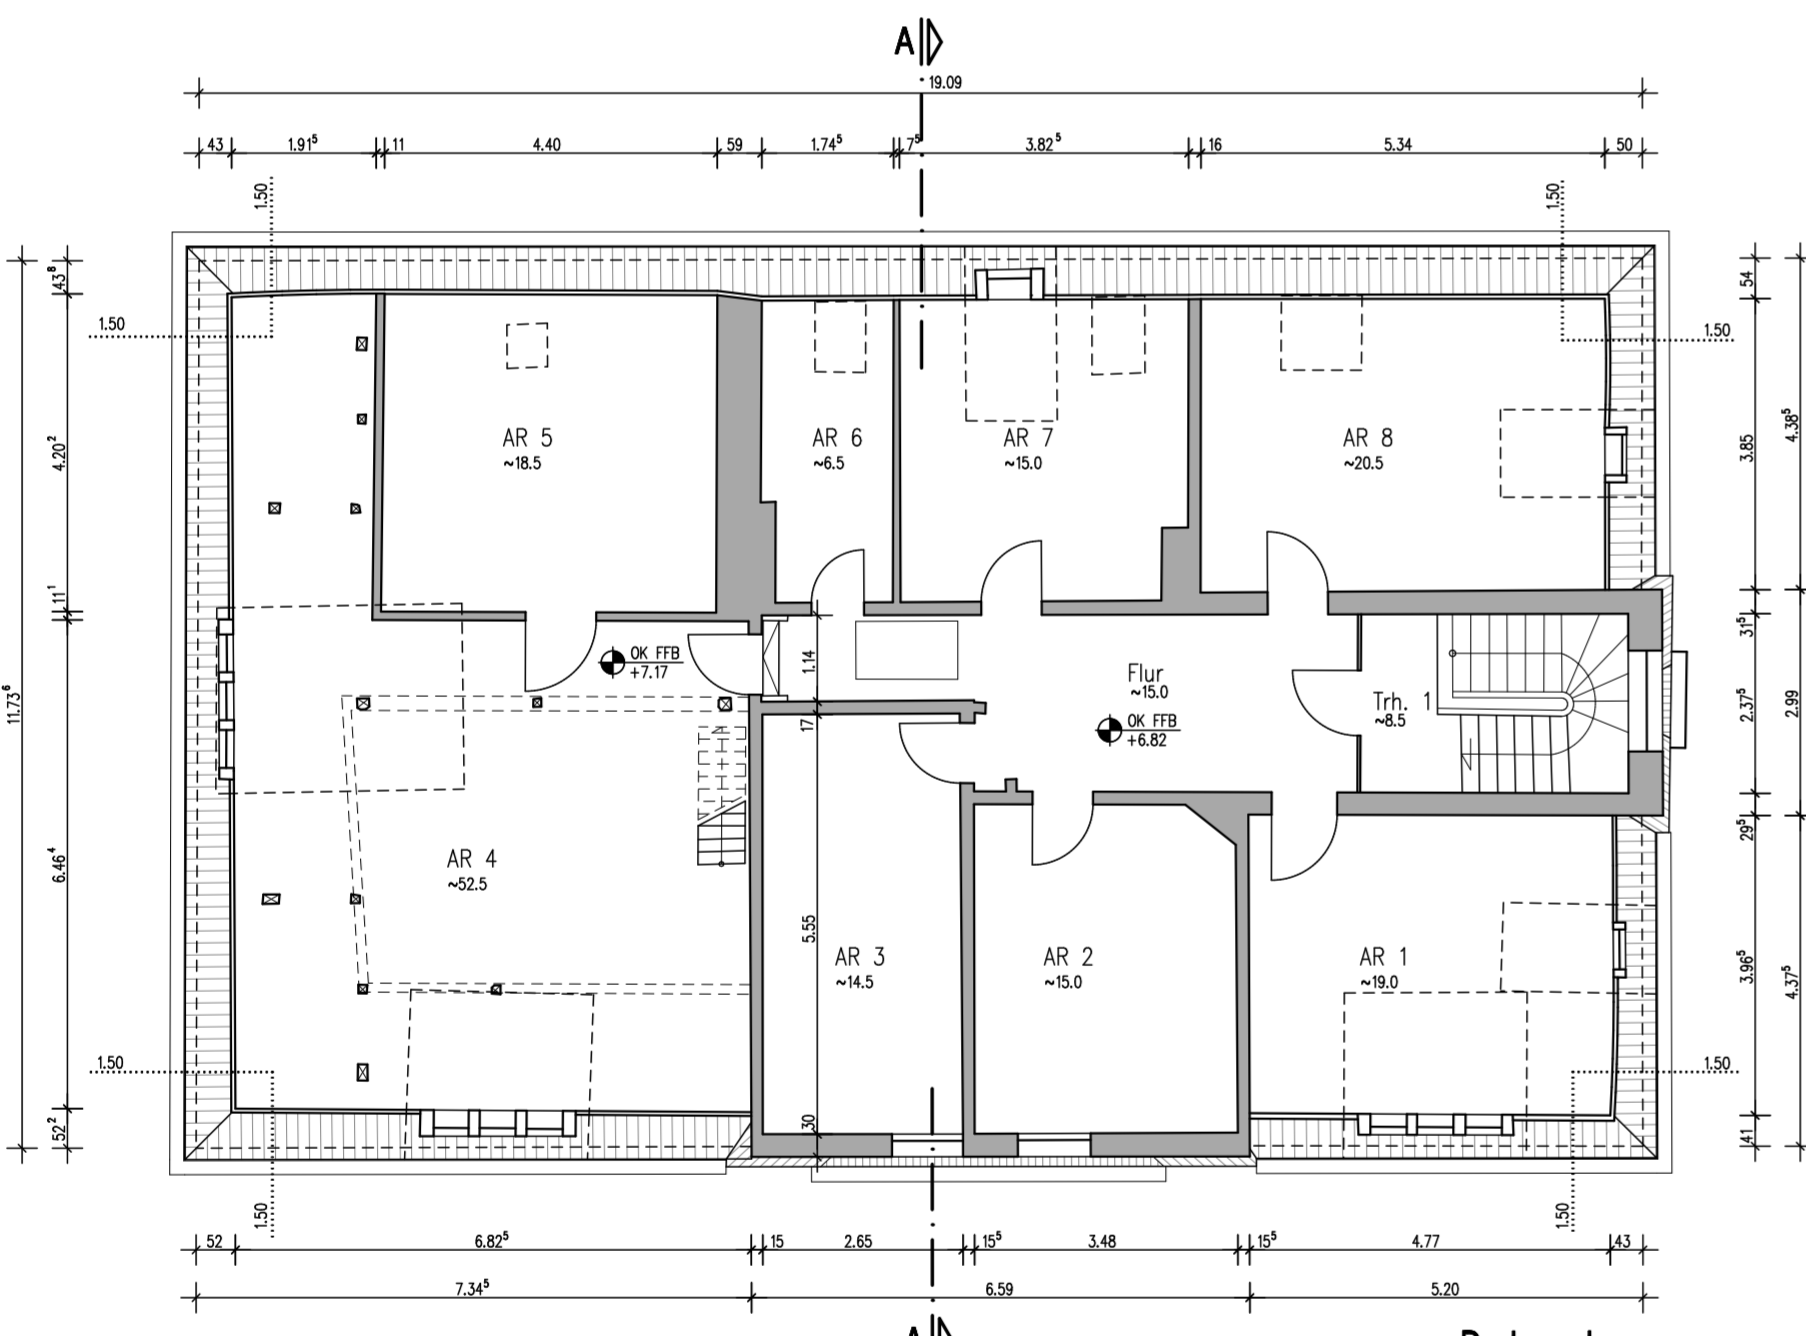 A
19.09
43 1.91⁵ 11 4.40 59 1.74⁵ 7⁵ 3.82⁵ 16 5.34 50
1.50
1.50
1.50
1.50
43⁸
4.20²
11¹
6.46⁴
52²
11.73⁶
54
3.85
31⁵
2.37⁵
29⁵
3.96⁵
41
4.38⁵
2.99
4.37⁵
AR 5
~18.5
AR 6
~6.5
AR 7
~15.0
AR 8
~20.5
OK FFB
+7.17
1.14
17
5.55
30
Flur
~15.0
OK FFB
+6.82
Trh. 1
~8.5
AR 4
~52.5
AR 3
~14.5
AR 2
~15.0
AR 1
~19.0
1.50
1.50
1.50
1.50
52 6.82⁵ 15 2.65 15⁵ 3.48 15⁵ 4.77 43
7.34⁵ 6.59 5.20
A